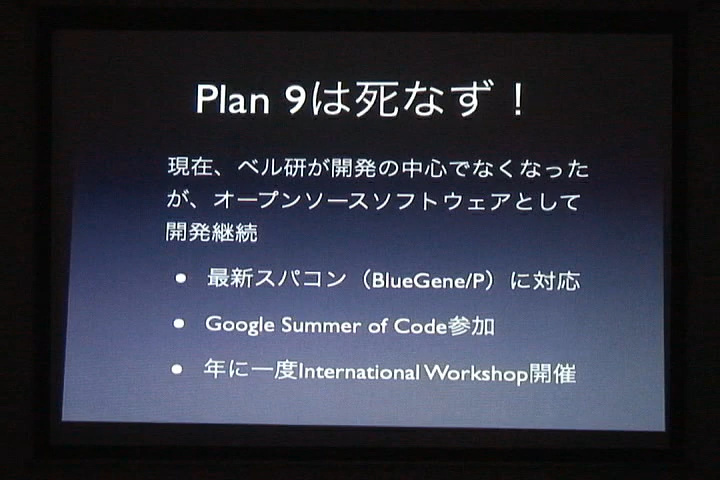 Plan 9は死なず！
現在、ベル研が開発の中心でなくなった
が、オープンソースソフトウェアとして
開発継続
• 最新スパコン（BlueGene/P）に対応
• Google Summer of Code参加
• 年に一度International Workshop開催